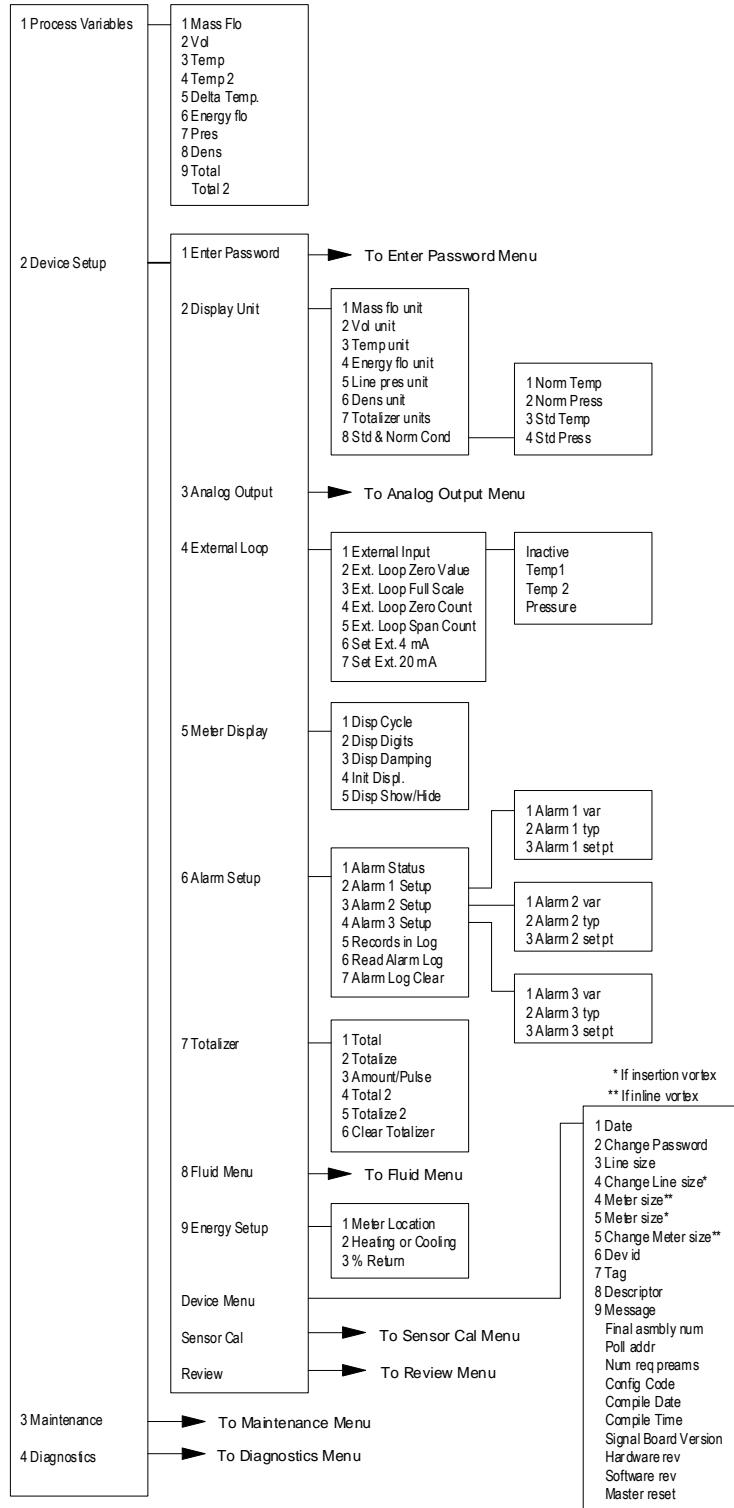 1 Process Variables
1 Mass Flo
2 Vol
3 Temp
4 Temp 2
5 Delta Temp.
6 Energy flo
7 Pres
8 Dens
9 Total
Total 2
2 Device Setup
1 Enter Password
To Enter Password Menu
2 Display Unit
1 Mass flo unit
2 Vol unit
3 Temp unit
4 Energy flo unit
5 Line pres unit
6 Dens unit
7 Totalizer units
8 Std & Norm Cond
1 Norm Temp
2 Norm Press
3 Std Temp
4 Std Press
3 Analog Output
To Analog Output Menu
4 External Loop
1 External Input
2 Ext. Loop Zero Value
3 Ext. Loop Full Scale
4 Ext. Loop Zero Count
5 Ext. Loop Span Count
6 Set Ext. 4 mA
7 Set Ext. 20 mA
Inactive
Temp1
Temp 2
Pressure
5 Meter Display
1 Disp Cycle
2 Disp Digits
3 Disp Damping
4 Init Displ.
5 Disp Show/Hide
6 Alarm Setup
1 Alarm Status
2 Alarm 1 Setup
3 Alarm 2 Setup
4 Alarm 3 Setup
5 Records in Log
6 Read Alarm Log
7 Alarm Log Clear
1 Alarm 1 var
2 Alarm 1 typ
3 Alarm 1 set pt
1 Alarm 2 var
2 Alarm 2 typ
3 Alarm 2 set pt
1 Alarm 3 var
2 Alarm 3 typ
3 Alarm 3 set pt
7 Totalizer
1 Total
2 Totalize
3 Amount/Pulse
4 Total 2
5 Totalize 2
6 Clear Totalizer
8 Fluid Menu
To Fluid Menu
9 Energy Setup
1 Meter Location
2 Heating or Cooling
3 % Return
Device Menu
* If insertion vortex
** If inline vortex
1 Date
2 Change Password
3 Line size
4 Change Line size*
4 Meter size**
5 Meter size*
5 Change Meter size**
6 Dev id
7 Tag
8 Descriptor
9 Message
Final asmbly num
Poll addr
Num req preams
Config Code
Compile Date
Compile Time
Signal Board Version
Hardware rev
Software rev
Master reset
Sensor Cal
To Sensor Cal Menu
Review
To Review Menu
3 Maintenance
To Maintenance Menu
4 Diagnostics
To Diagnostics Menu